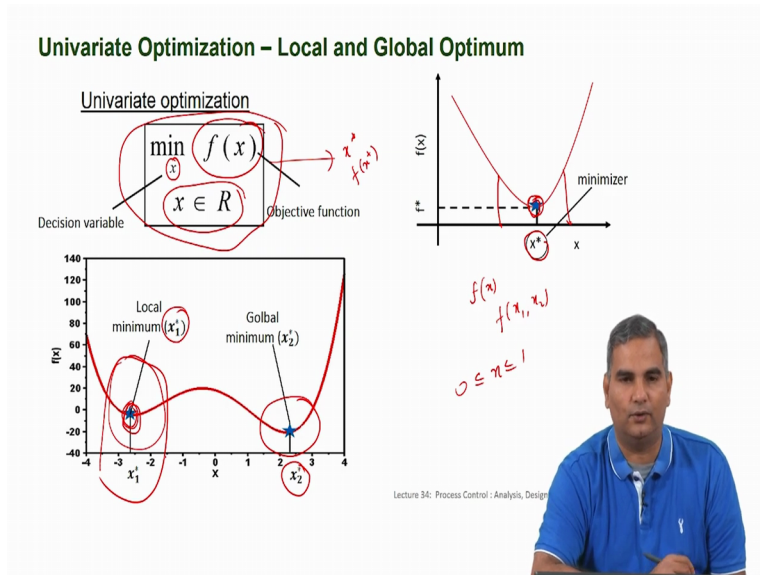 Univariate Optimization – Local and Global Optimum
Univariate optimization
min f(x)
x
x ∈ R
Decision variable
Objective function
x*
f(x*)
f(x)
f*
minimizer
x*
x
f(x)
f(x₁, x₂)
0 ≤ x ≤ 1
140
120
100
80
60
40
20
0
-20
-40
f(x)
Local
minimum (x₁*)
Golbal
minimum (x₂*)
-4 -3 -2 -1 0 1 2 3 4
x₁* x x₂*
Lecture 34: Process Control : Analysis, Design